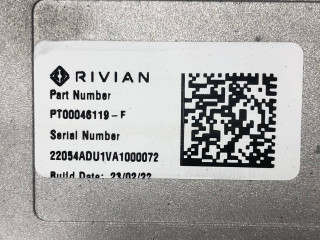 RIVIAN
Part Number
PT00046119-F
Serial Number
22054ADU1VA1000072
Build Date: 23/02/22